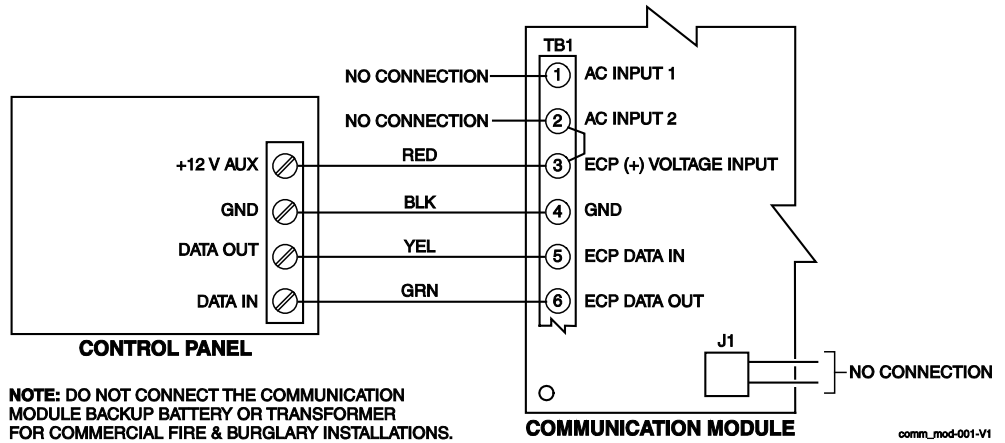 TB1
NO CONNECTION 1 AC INPUT 1
NO CONNECTION 2 AC INPUT 2
+12 V AUX RED 3 ECP (+) VOLTAGE INPUT
GND BLK 4 GND
DATA OUT YEL 5 ECP DATA IN
DATA IN GRN 6 ECP DATA OUT
CONTROL PANEL
J1
NO CONNECTION
NOTE: DO NOT CONNECT THE COMMUNICATION
MODULE BACKUP BATTERY OR TRANSFORMER
FOR COMMERCIAL FIRE & BURGLARY INSTALLATIONS.
COMMUNICATION MODULE
comm_mod-001-V1